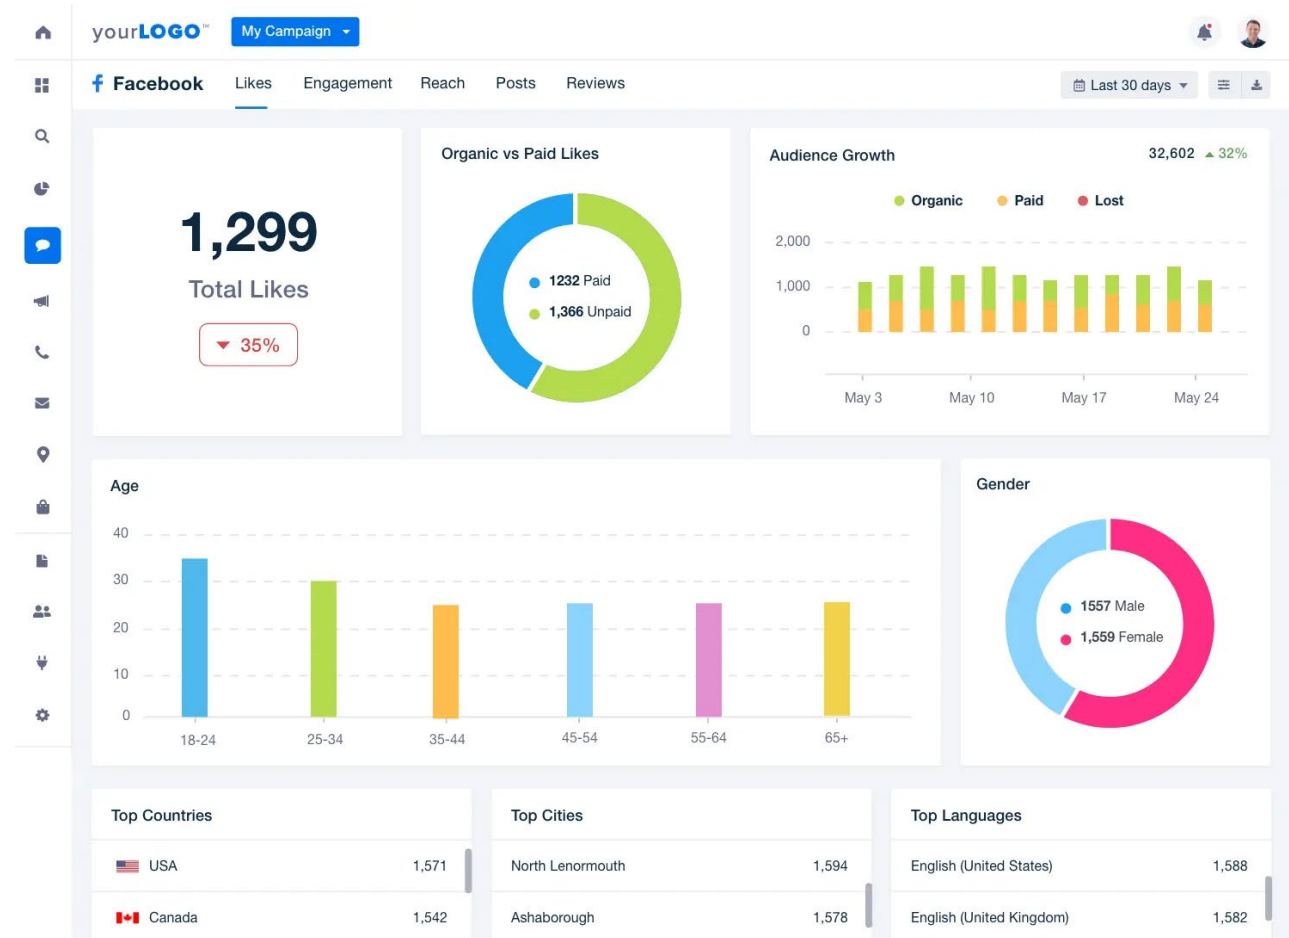 yourLOGO™
My Campaign
Facebook
Likes
Engagement
Reach
Posts
Reviews
Last 30 days
1,299
Total Likes
35%
Organic vs Paid Likes
1232 Paid
1,366 Unpaid
Audience Growth
32,602 32%
Organic Paid Lost
2,000
1,000
0
May 3 May 10 May 17 May 24
Age
40
30
20
10
0
18-24 25-34 35-44 45-54 55-64 65+
Gender
1557 Male
1,559 Female
Top Countries
USA 1,571
Canada 1,542
Top Cities
North Lenormouth 1,594
Ashaborough 1,578
Top Languages
English (United States) 1,588
English (United Kingdom) 1,582